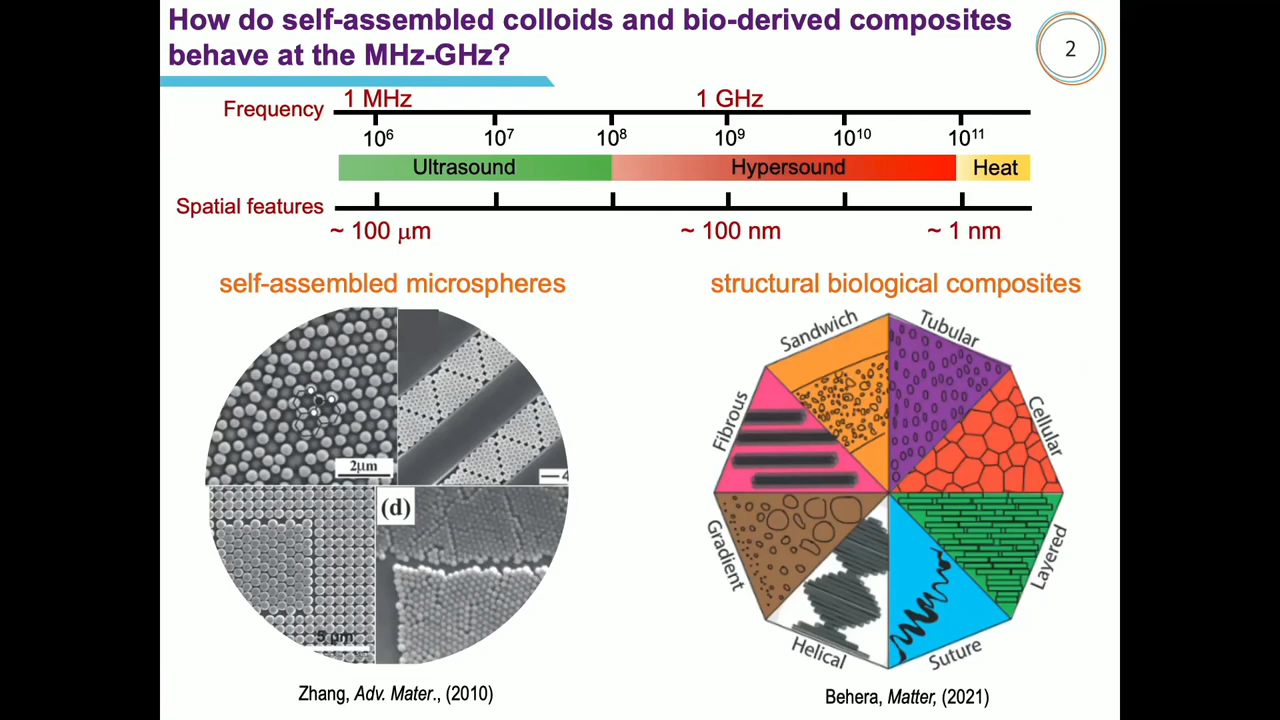 How do self-assembled colloids and bio-derived composites
behave at the MHz-GHz?
2
Frequency
1 MHz
1 GHz
10⁶
10⁷
10⁸
10⁹
10¹⁰
10¹¹
Ultrasound
Hypersound
Heat
Spatial features
~ 100 μm
~ 100 nm
~ 1 nm
self-assembled microspheres
structural biological composites
2μm
4
(d)
5 μm
Sandwich
Tubular
Cellular
Layered
Suture
Helical
Gradient
Fibrous
Zhang, Adv. Mater., (2010)
Behera, Matter, (2021)